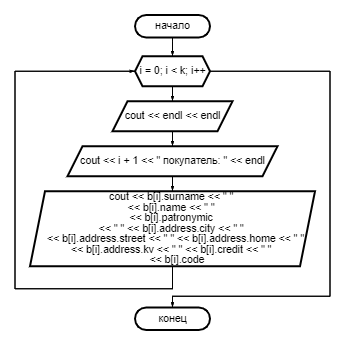 начало
i = 0; i < k; i++
cout << endl << endl
cout << i + 1 << " покупатель: " << endl
cout << b[i].surname << " "
<< b[i].name << " "
<< b[i].patronymic
<< " " << b[i].address.city << " "
<< b[i].address.street << " " << b[i].address.home << " "
<< b[i].address.kv << " " << b[i].credit << " "
<< b[i].code
конец